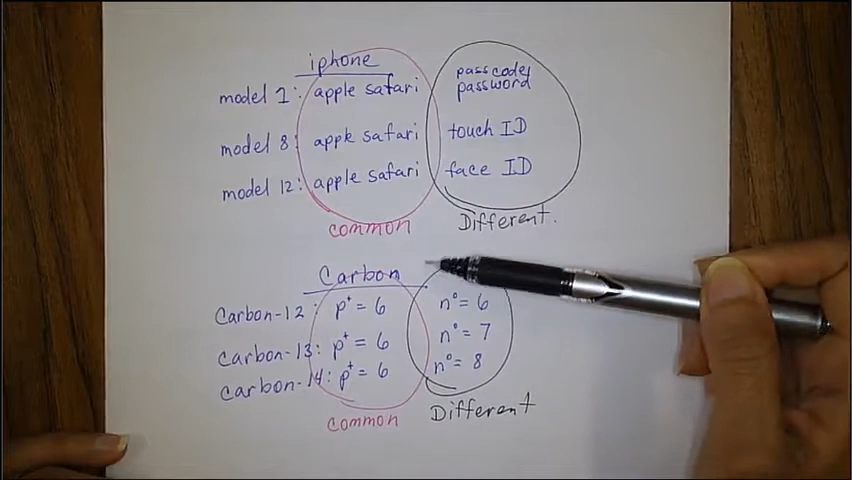 iphone
model 1: apple safari passcode/
password
model 8: apple safari touch ID
model 12: apple safari face ID
common Different.
Carbon
Carbon-12: p⁺ = 6 n° = 6
Carbon-13: p⁺ = 6 n° = 7
Carbon-14: p⁺ = 6 n° = 8
common Different